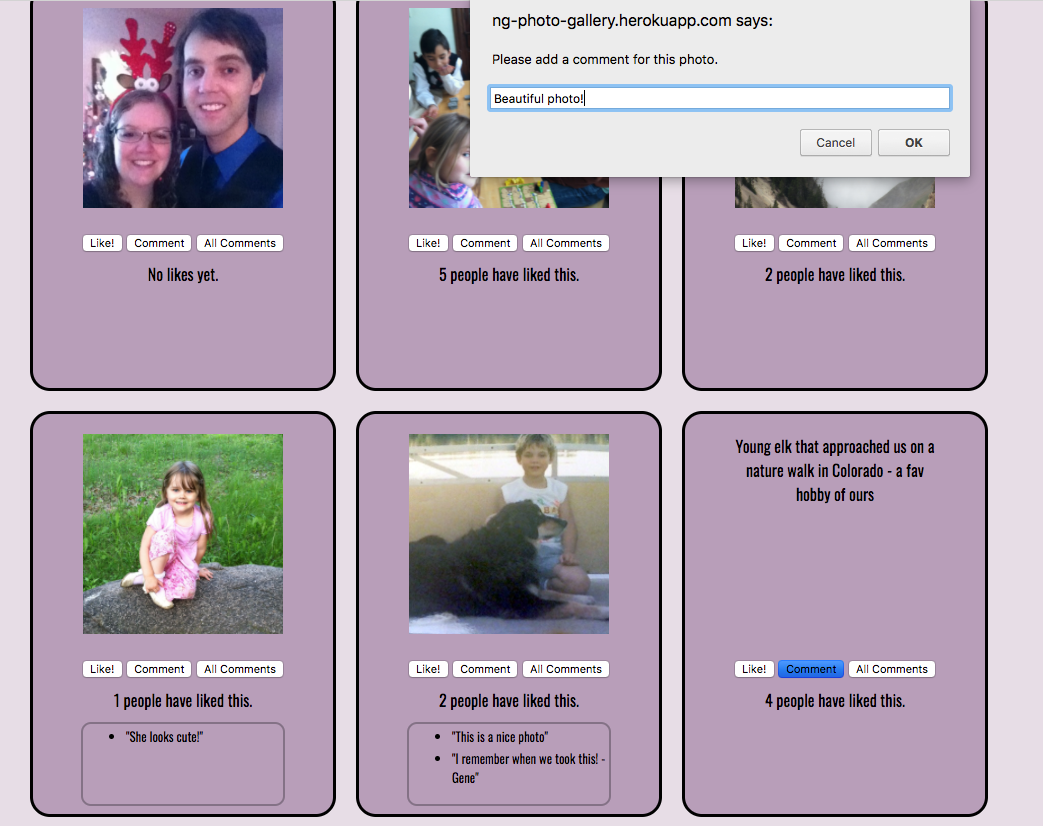 ng-photo-gallery.herokuapp.com says:
Please add a comment for this photo.
Beautiful photo!
Cancel OK
Like! Comment All Comments
No likes yet.
Like! Comment All Comments
5 people have liked this.
Like! Comment All Comments
2 people have liked this.
Like! Comment All Comments
1 people have liked this.
"She looks cute!"
Like! Comment All Comments
2 people have liked this.
"This is a nice photo"
"I remember when we took this! -
Gene"
Young elk that approached us on a
nature walk in Colorado - a fav
hobby of ours
Like! Comment All Comments
4 people have liked this.